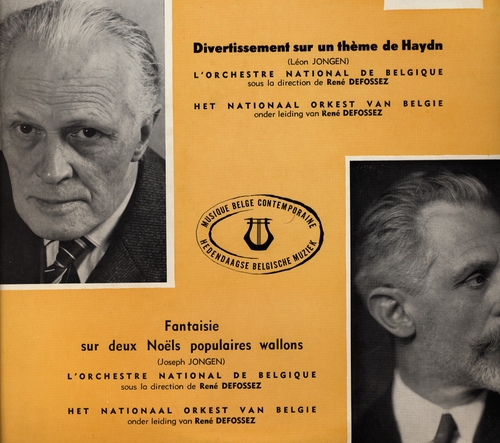 Divertissement sur un thème de Haydn
(Léon JONGEN)
L'ORCHESTRE NATIONAL DE BELGIQUE
sous la direction de René DEFOSSEZ
HET NATIONAAL ORKEST VAN BELGIE
onder leiding van René DEFOSSEZ
MUSIQUE BELGE CONTEMPORAINE
HEDENDAAGSE BELGISCHE MUZIEK
Fantaisie
sur deux Noëls populaires wallons
(Joseph JONGEN)
L'ORCHESTRE NATIONAL DE BELGIQUE
sous la direction de René DEFOSSEZ
HET NATIONAAL ORKEST VAN BELGIE
onder leiding van René DEFOSSEZ